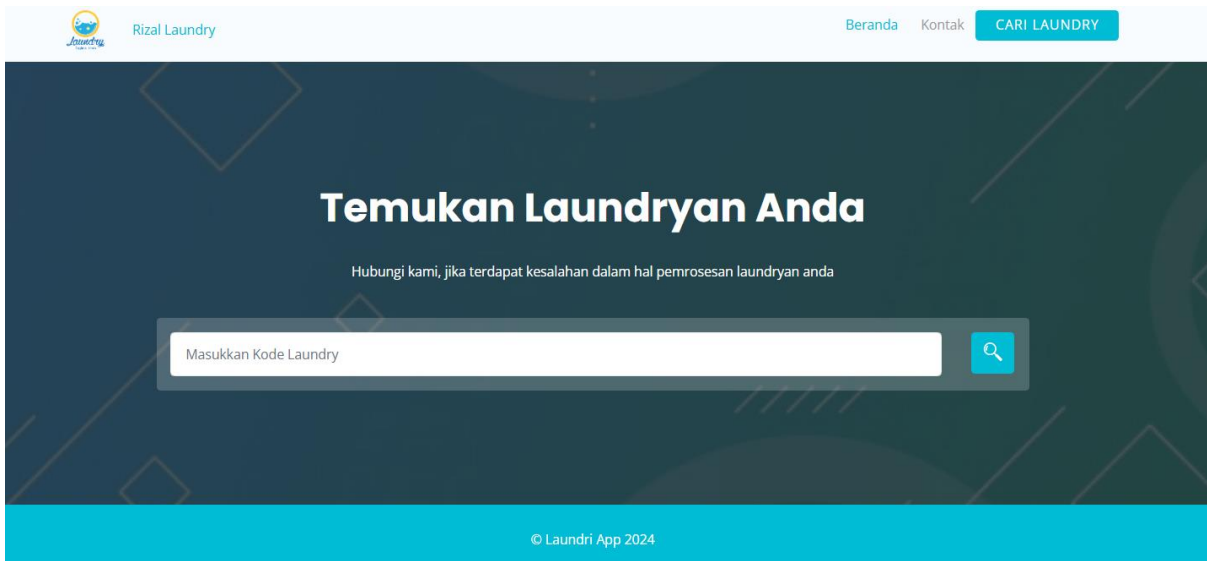 Laundry
Rizal Laundry
Beranda
Kontak
CARI LAUNDRY
Temukan Laundryan Anda
Hubungi kami, jika terdapat kesalahan dalam hal pemrosesan laundryan anda
Masukkan Kode Laundry
© Laundri App 2024